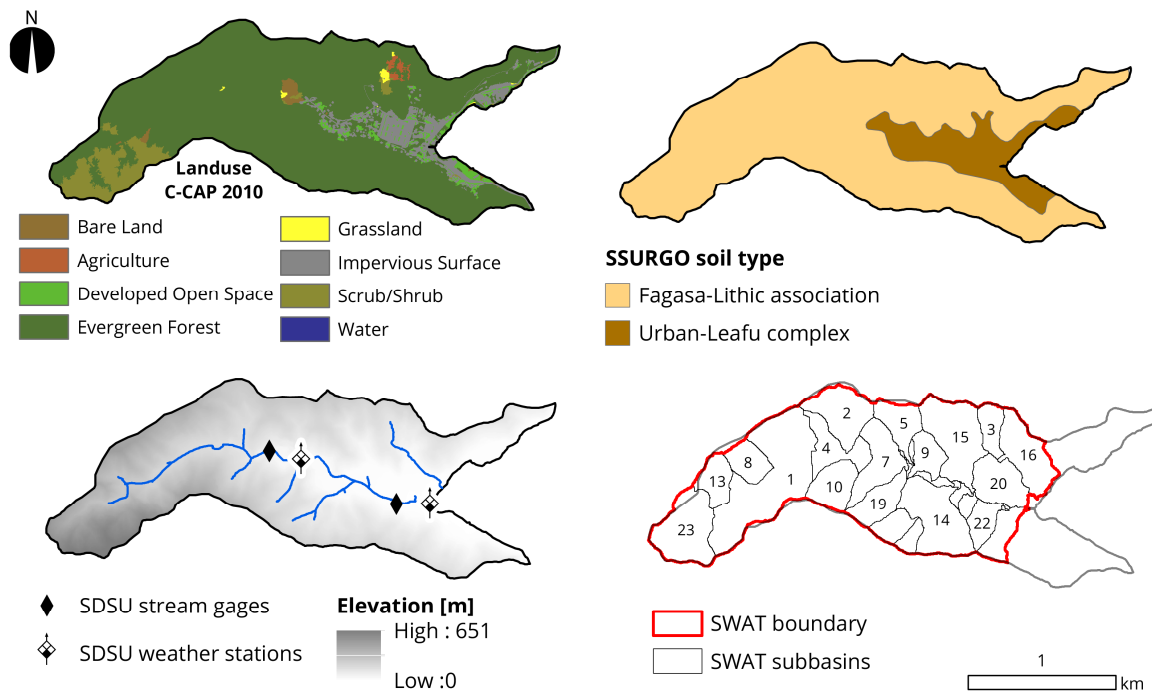 N
Landuse
C-CAP 2010
Bare Land
Agriculture
Developed Open Space
Evergreen Forest
Grassland
Impervious Surface
Scrub/Shrub
Water
SSURGO soil type
Fagasa-Lithic association
Urban-Leafu complex
SDSU stream gages
SDSU weather stations
Elevation [m]
High : 651
Low :0
2
5
3
15
16
4
9
7
8
13
1
10
20
19
14
22
23
SWAT boundary
SWAT subbasins
1
km